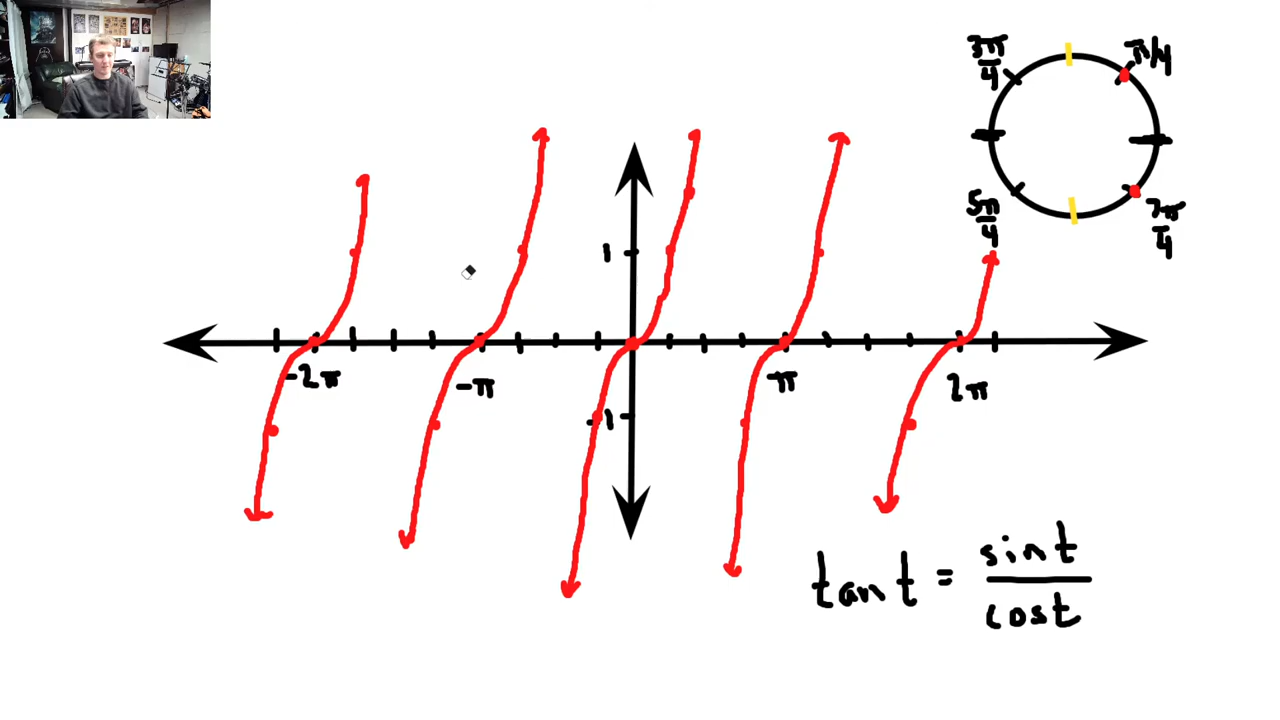 3π/4
π/4
5π/4
7π/4
1
-2π
-π
π
2π
-1
tan t = sin t / cos t